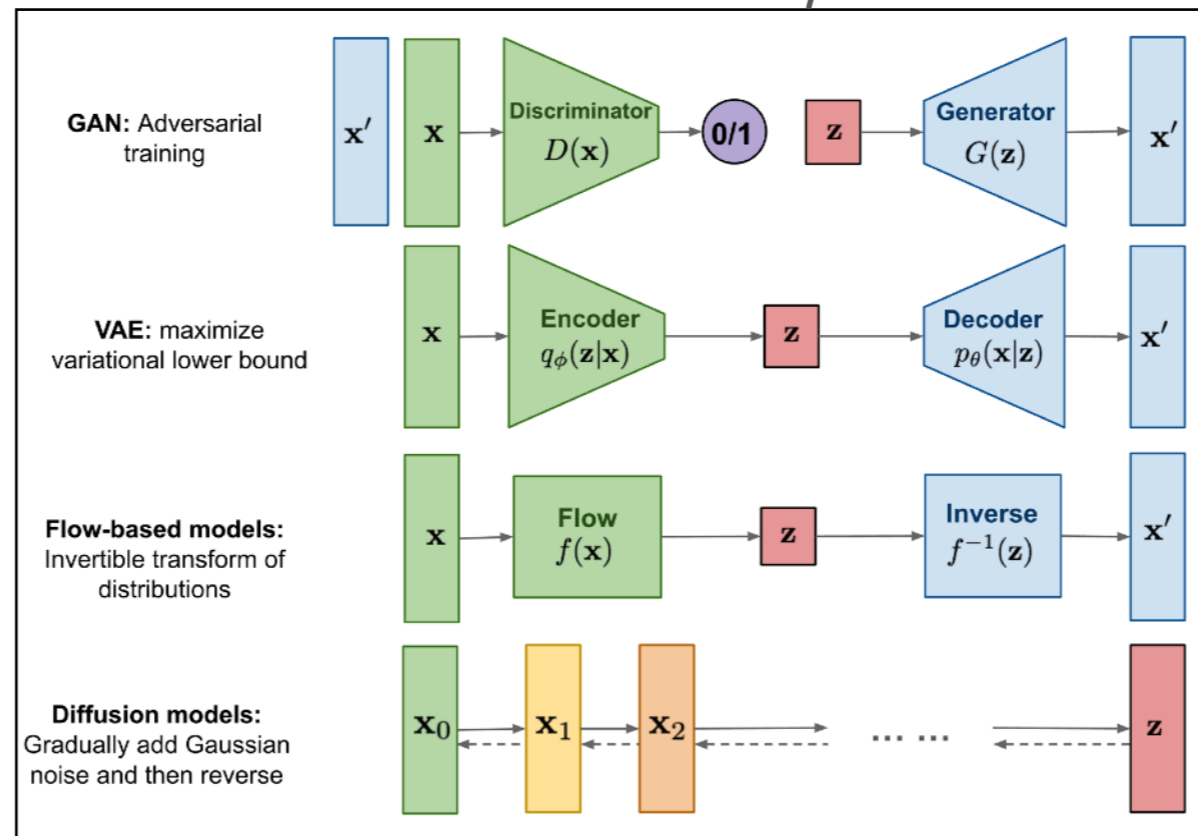 GAN: Adversarial
training
x′
x
Discriminator
D(x)
0/1
z
Generator
G(z)
x′
VAE: maximize
variational lower bound
x
Encoder
qϕ(z|x)
z
Decoder
pθ(x|z)
x′
Flow-based models:
Invertible transform of
distributions
x
Flow
f(x)
z
Inverse
f⁻¹(z)
x′
Diffusion models:
Gradually add Gaussian
noise and then reverse
x₀
x₁
x₂
... ...
z